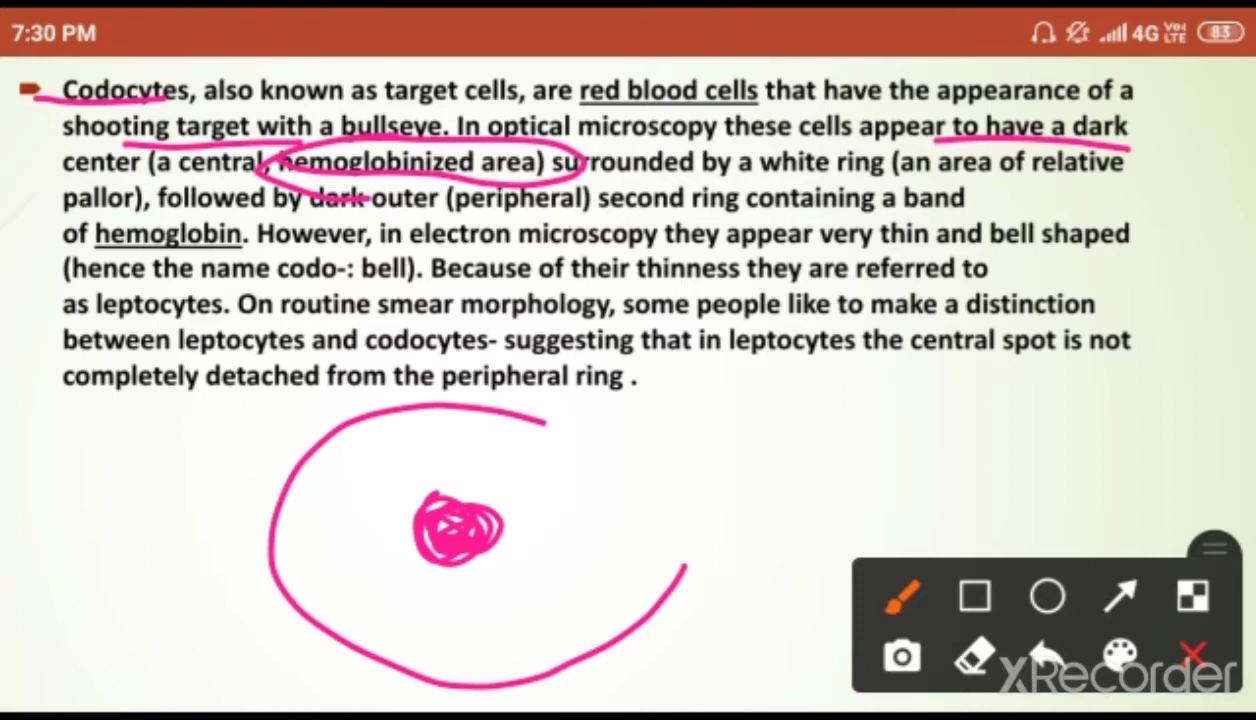 7:30 PM
4G VoI LTE 83
Codocytes, also known as target cells, are red blood cells that have the appearance of a
shooting target with a bullseye. In optical microscopy these cells appear to have a dark
center (a central, hemoglobinized area) surrounded by a white ring (an area of relative
pallor), followed by dark outer (peripheral) second ring containing a band
of hemoglobin. However, in electron microscopy they appear very thin and bell shaped
(hence the name codo-: bell). Because of their thinness they are referred to
as leptocytes. On routine smear morphology, some people like to make a distinction
between leptocytes and codocytes- suggesting that in leptocytes the central spot is not
completely detached from the peripheral ring .
XRecorder